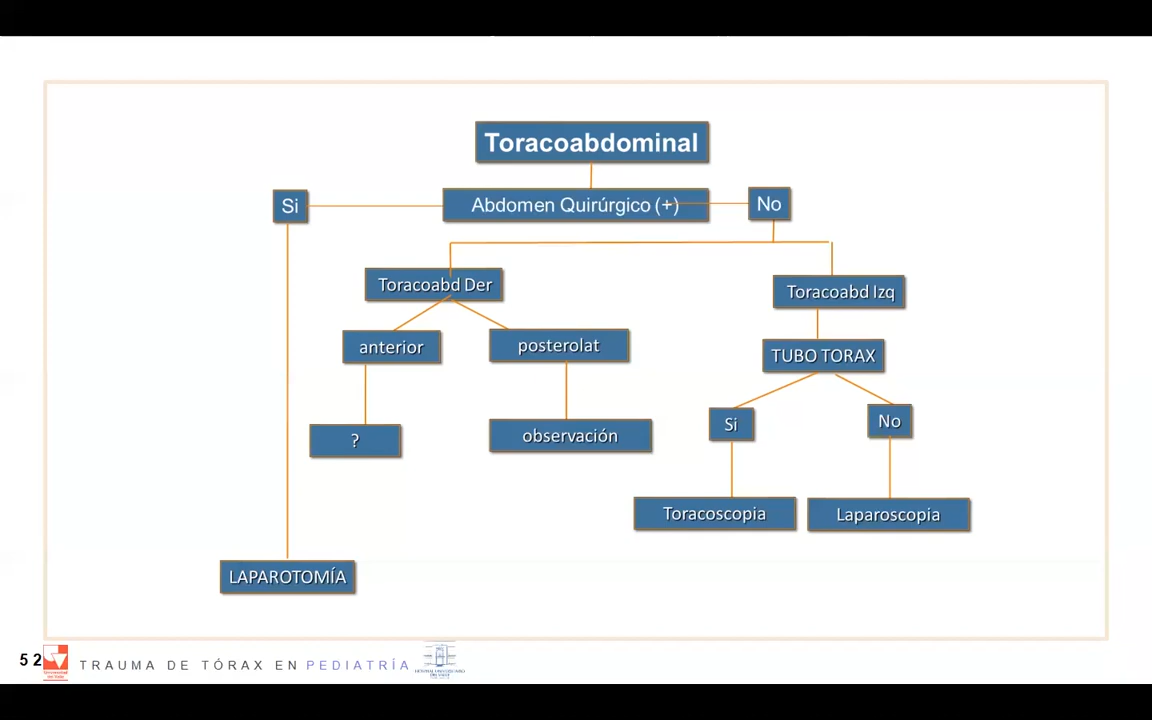 Toracoabdominal
Si
Abdomen Quirúrgico (+)
No
Toracoabd Der
Toracoabd Izq
anterior
posterolat
TUBO TORAX
Si
No
?
observación
Toracoscopia
Laparoscopia
LAPAROTOMÍA
52
TRAUMA DE TÓRAX EN PEDIATRÍA